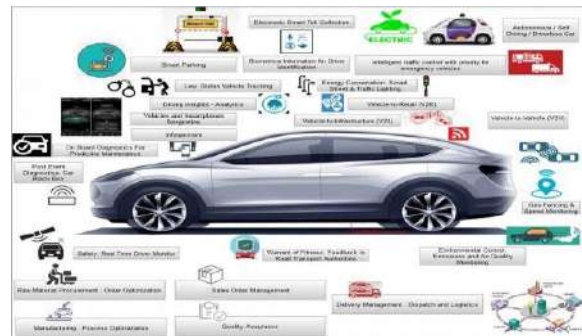 Electronic Smart Toll Collection
ELECTRIC
Autonomous / Self
Driving / Driverless Car
Smart Parking
Biometrics Information for Driver
Identification
Intelligent traffic control with priority for
emergency vehicles
Law: Stolen Vehicle Tracking
Energy Conservation: Smart
Street & Traffic Lighting
Driving Insights - Analytics
Vehicle-to-Retail (V2R)
Vehicles and Smartphones
Integration
Vehicle to Infrastructure (V2I)
Vehicle-to-Vehicle (V2V)
Infotainment
On Board Diagnostics For
Predictive Maintenance
Post Event
Diagnostics: Car
Black Box
Geo Fencing &
Speed Monitoring
Safety: Real Time Driver Monitor
Warrant of Fitness: Feedback to
Road Transport Authorities
Environmental Control:
Emissions and Air Quality
Monitoring
Raw Material Procurement : Order Optimization
Sales Order Management
Delivery Management : Dispatch and Logistics
Manufacturing : Process Optimization
Quality Assurance